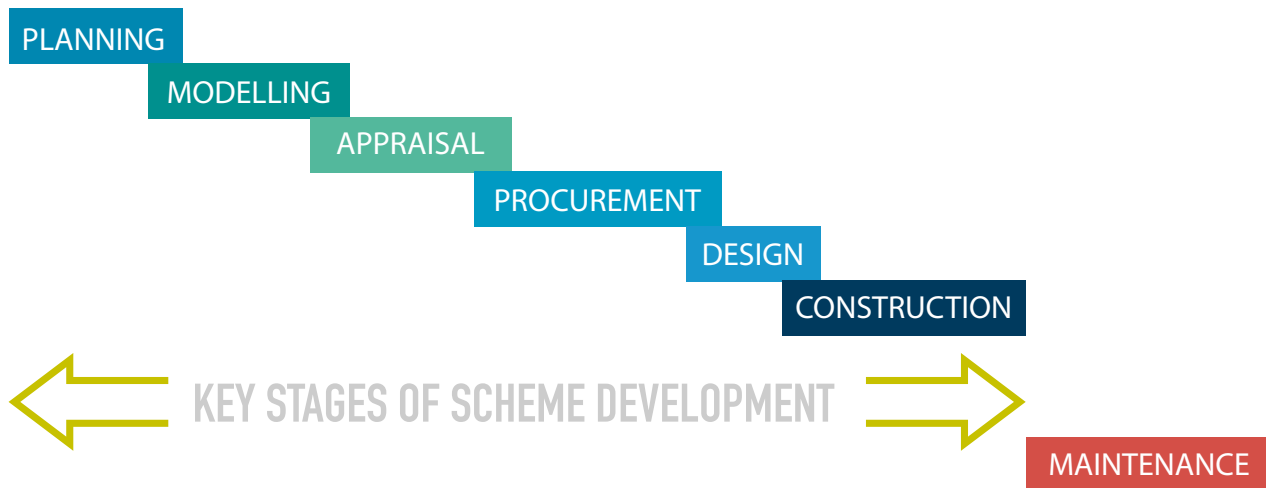 PLANNING
MODELLING
APPRAISAL
PROCUREMENT
DESIGN
CONSTRUCTION
KEY STAGES OF SCHEME DEVELOPMENT
MAINTENANCE